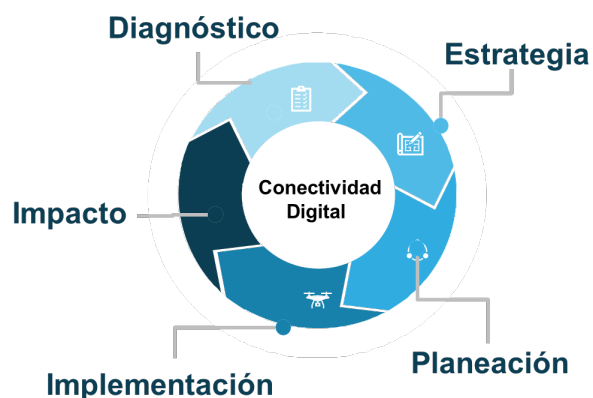 Diagnóstico
Estrategia
Conectividad
Digital
Impacto
Planeación
Implementación